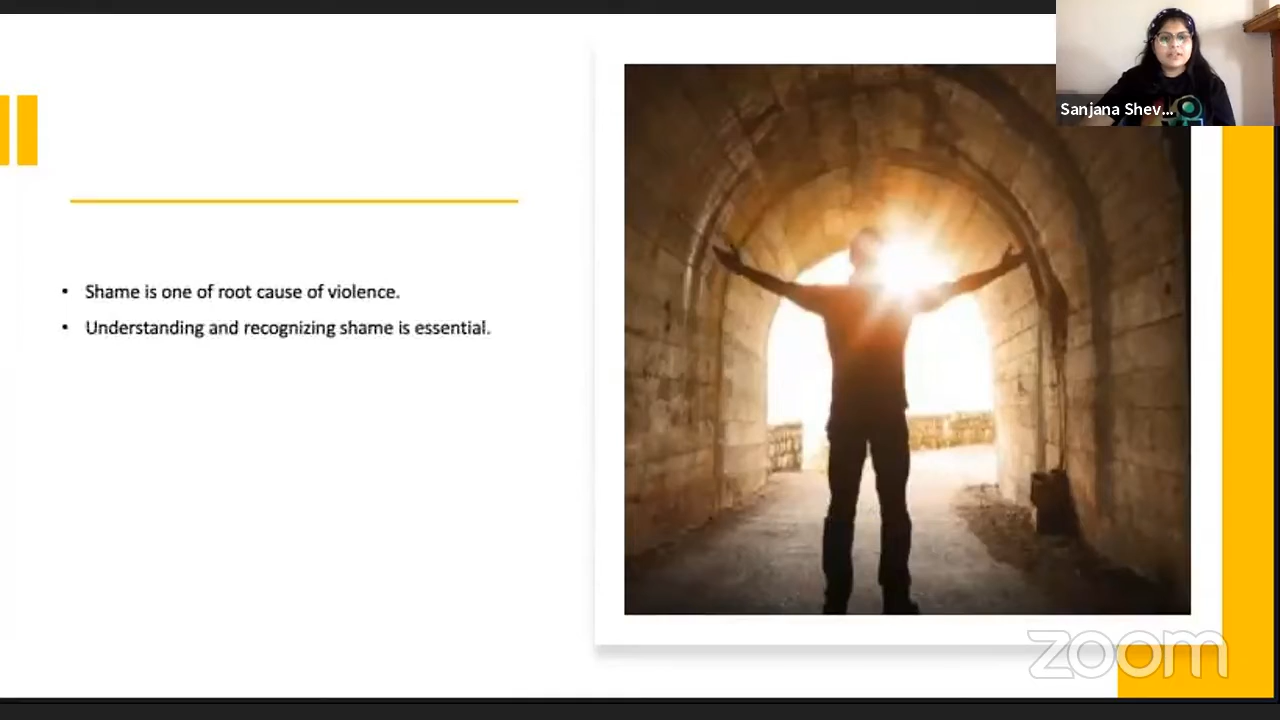 Sanjana Shev...
• Shame is one of root cause of violence.
• Understanding and recognizing shame is essential.
zoom